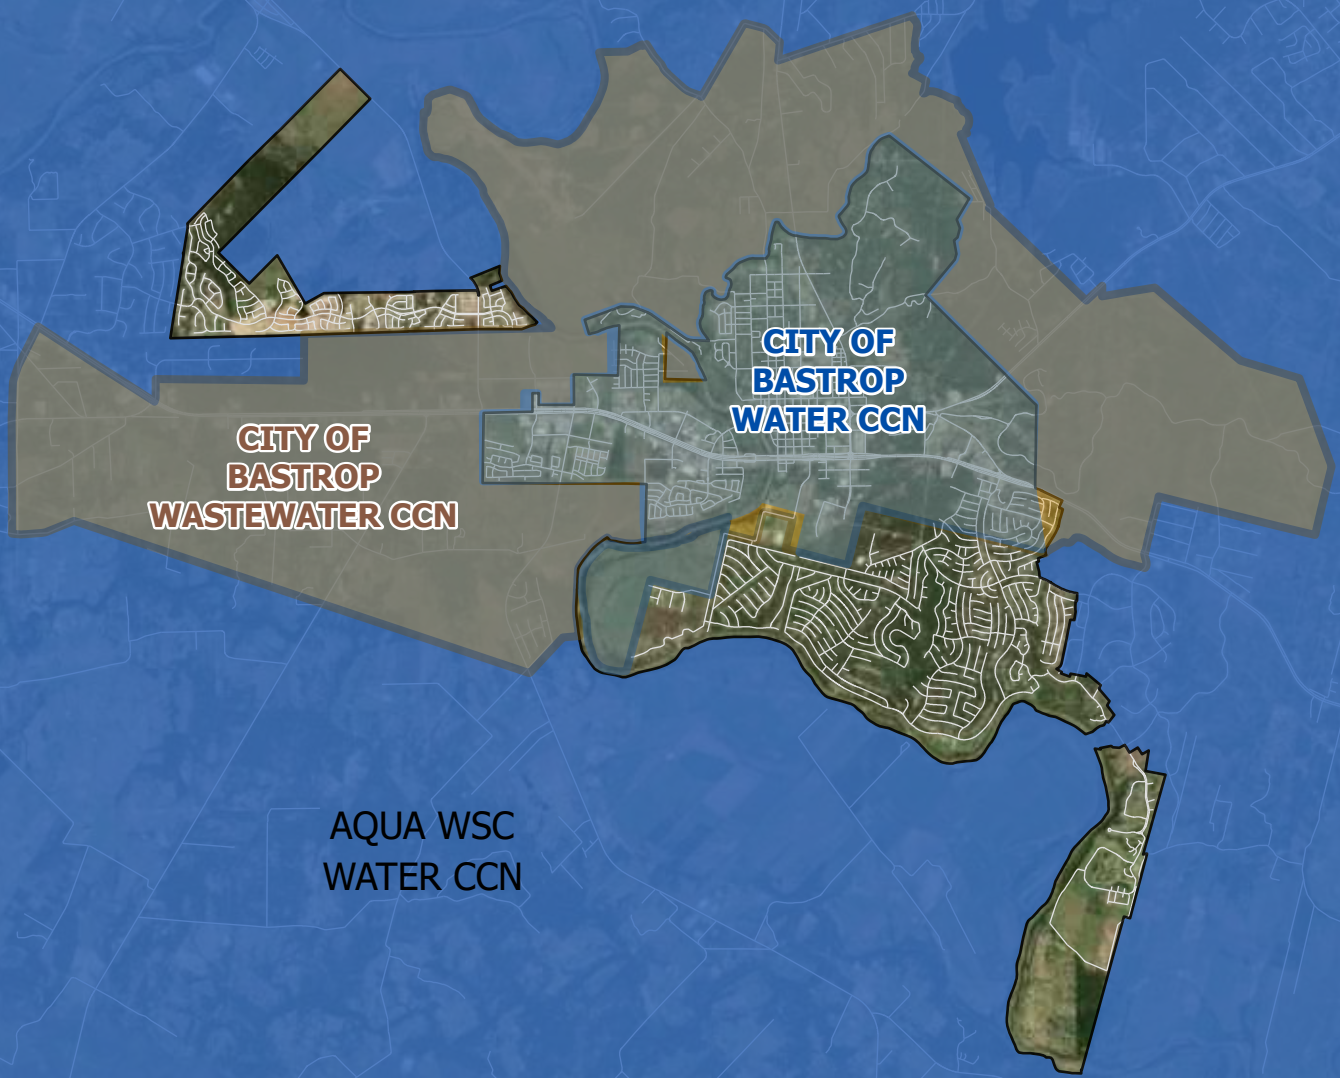 CITY OF
BASTROP
WATER CCN
CITY OF
BASTROP
WASTEWATER CCN
AQUA WSC
WATER CCN